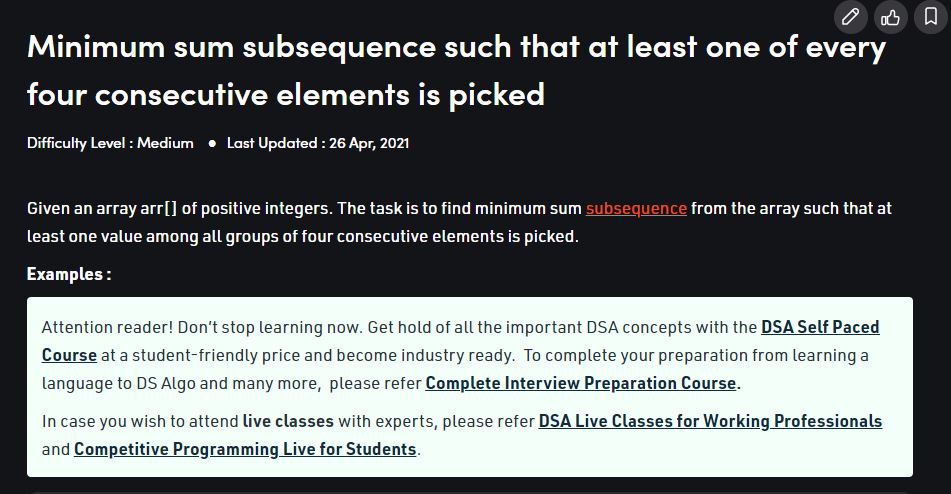 Minimum sum subsequence such that at least one of every
four consecutive elements is picked
Difficulty Level : Medium ● Last Updated : 26 Apr, 2021
Given an array arr[] of positive integers. The task is to find minimum sum subsequence from the array such that at
least one value among all groups of four consecutive elements is picked.
Examples :
Attention reader! Don’t stop learning now. Get hold of all the important DSA concepts with the DSA Self Paced
Course at a student-friendly price and become industry ready. To complete your preparation from learning a
language to DS Algo and many more, please refer Complete Interview Preparation Course.
In case you wish to attend live classes with experts, please refer DSA Live Classes for Working Professionals
and Competitive Programming Live for Students.